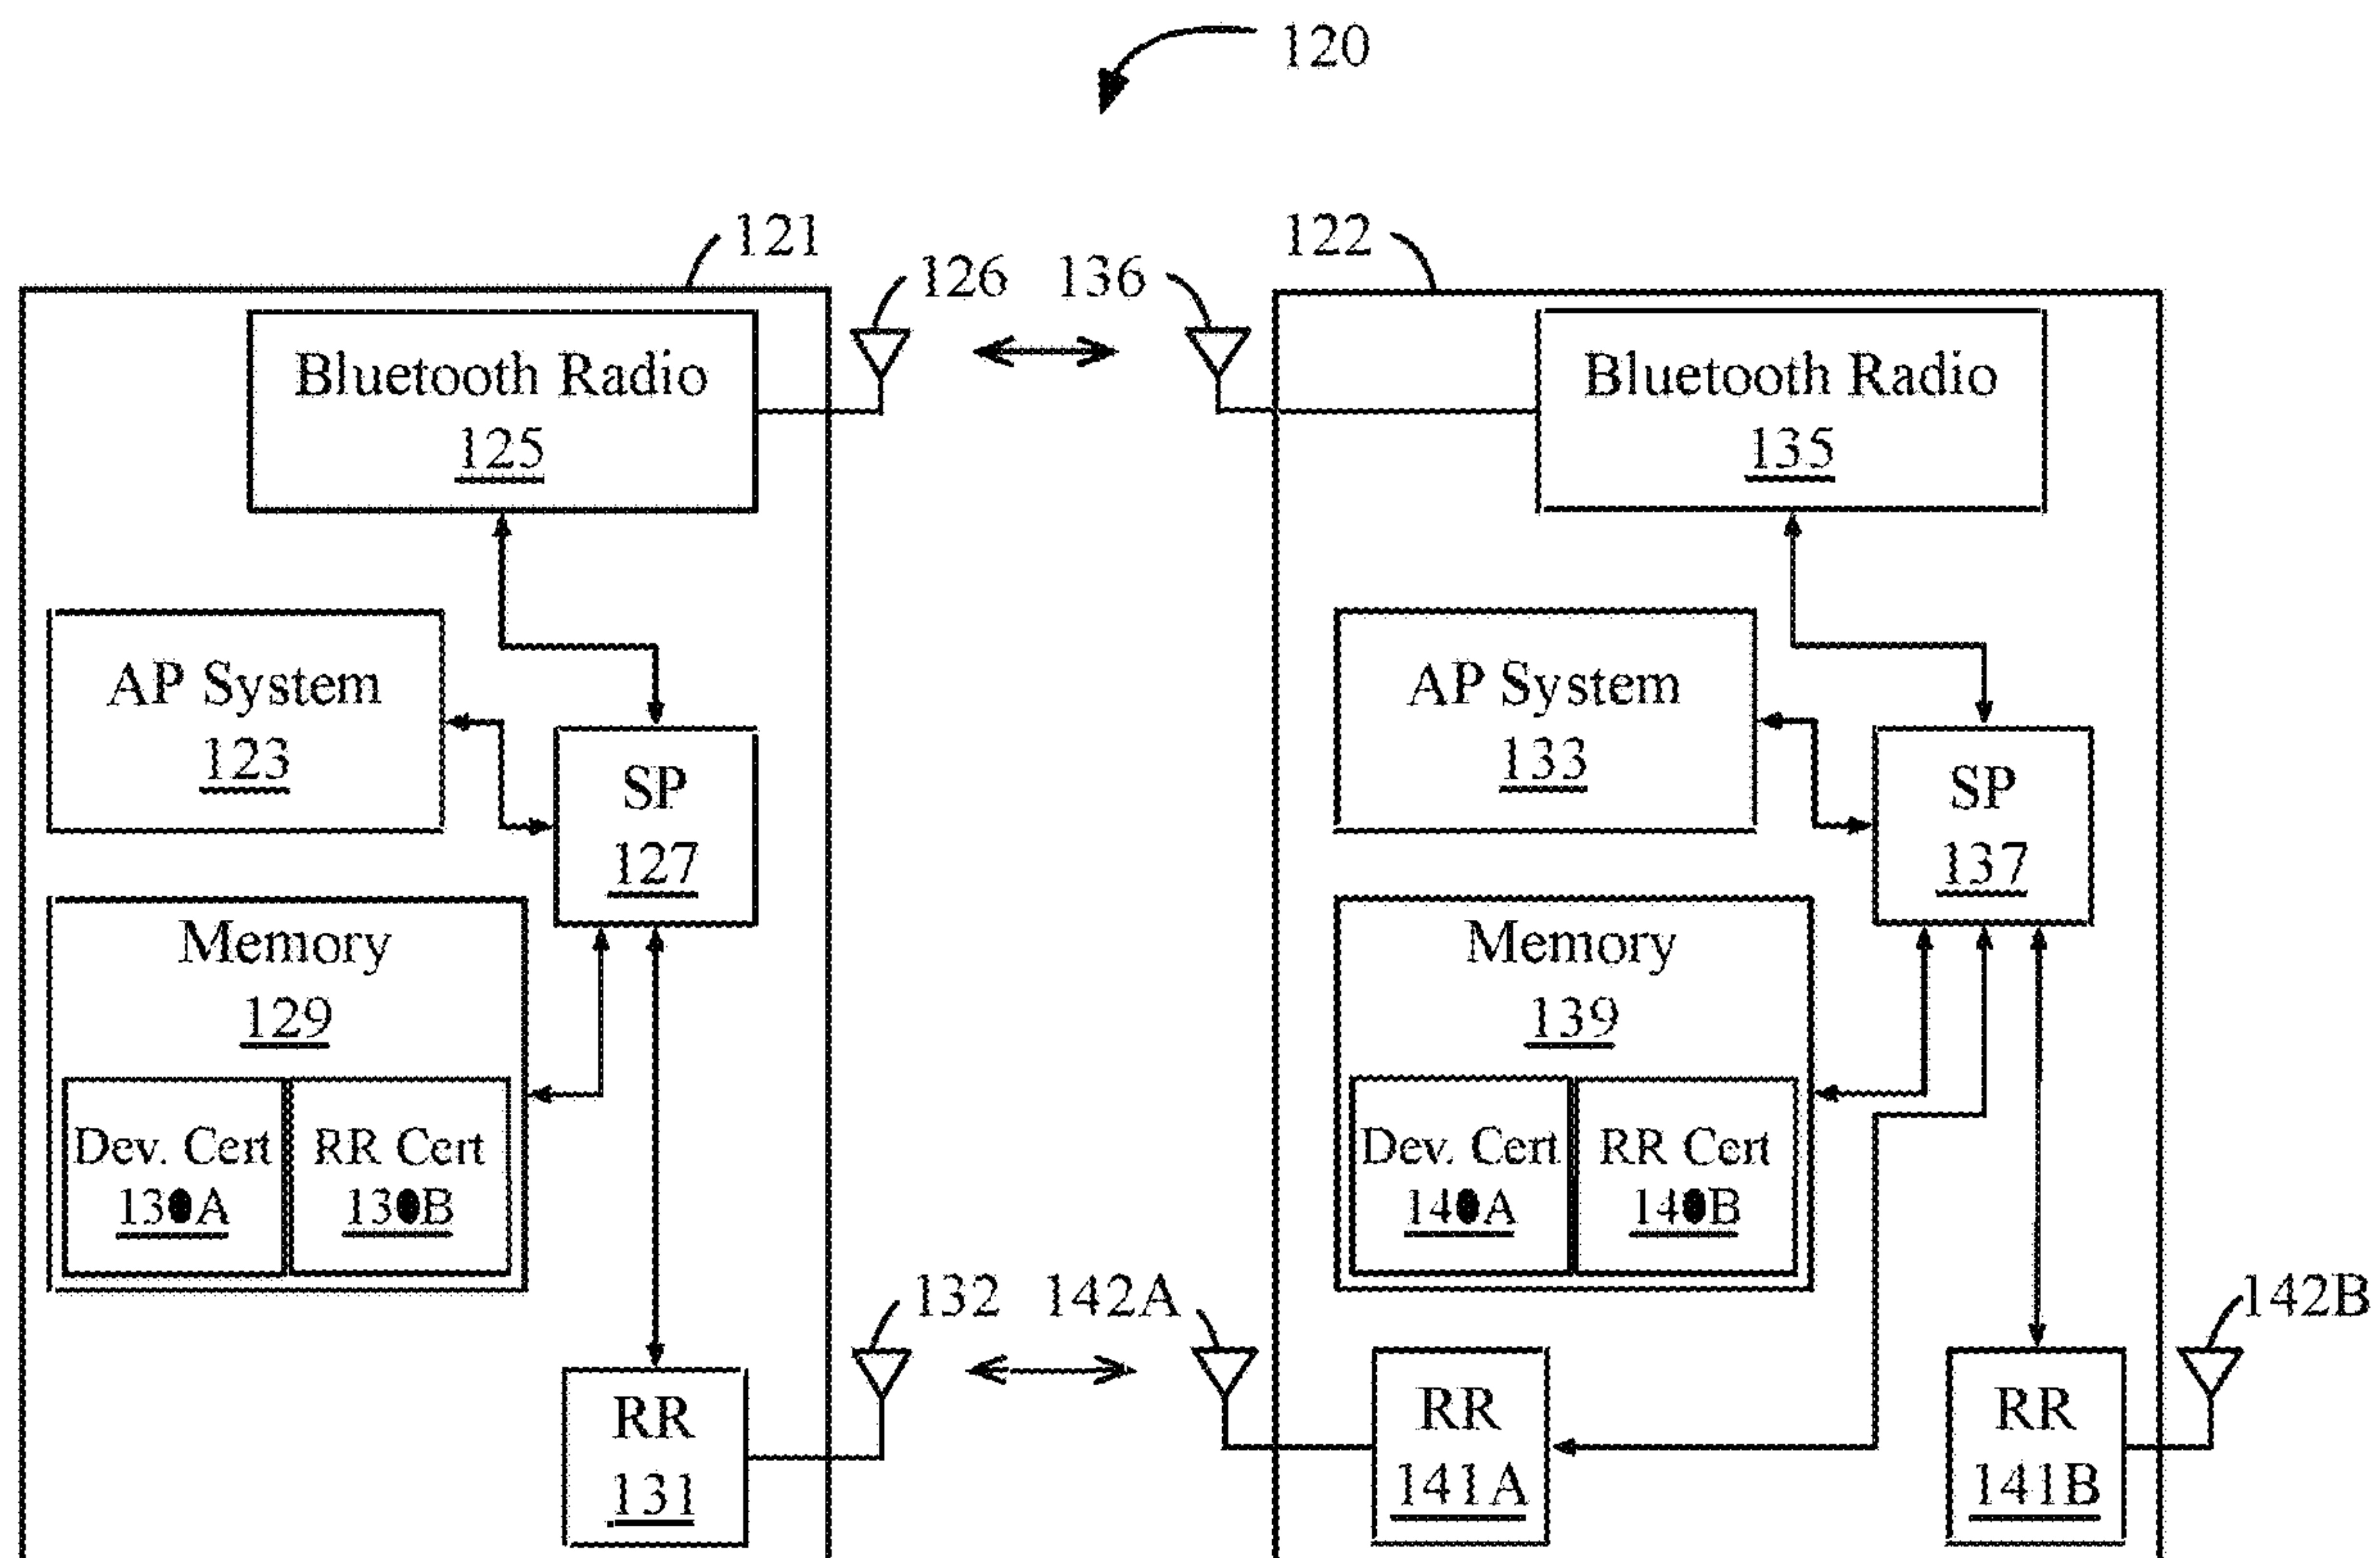 120
121
122
126
136
Bluetooth Radio
125
Bluetooth Radio
135
AP System
123
AP System
133
SP
127
SP
137
Memory
129
Memory
139
Dev. Cert
130A
RR Cert
130B
Dev. Cert
140A
RR Cert
140B
132
142A
142B
RR
131
RR
141A
RR
141B